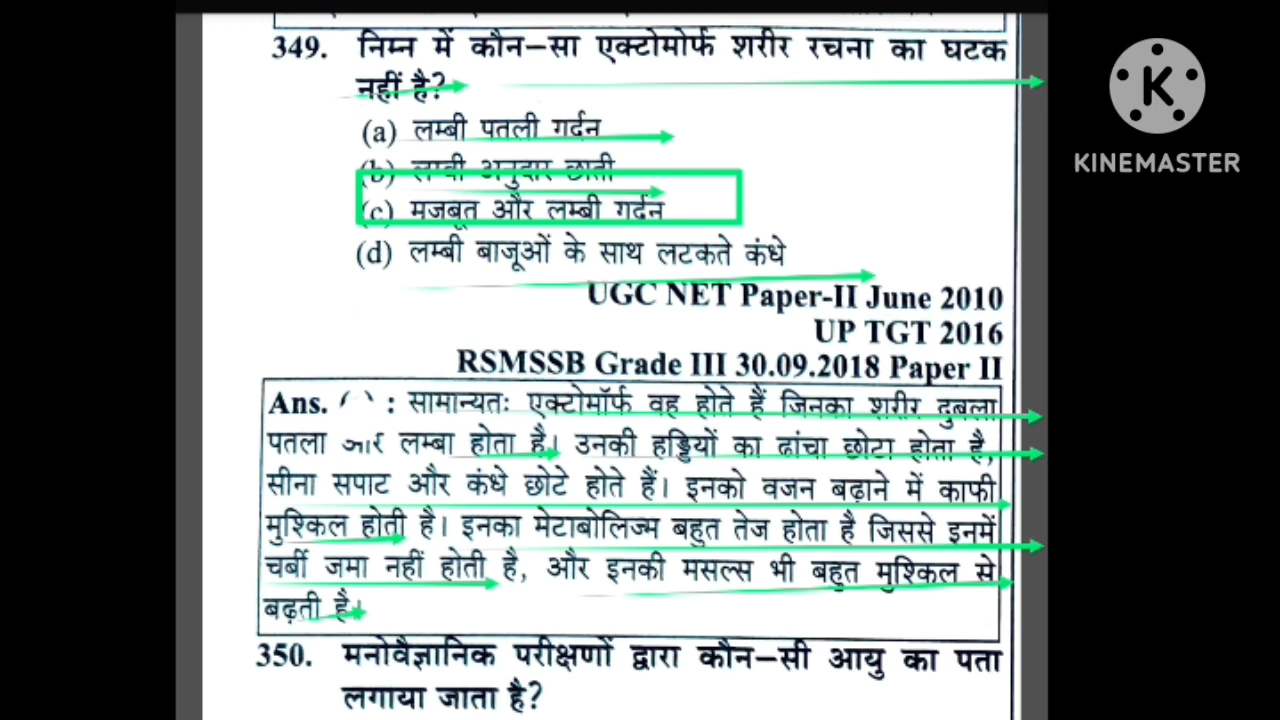 349. निम्न में कौन-सा एक्टोमोर्फ शरीर रचना का घटक
नहीं है?
(a) लम्बी पतली गर्दन
(b) लम्बी अनुदार छाती
(c) मजबूत और लम्बी गर्दन
(d) लम्बी बाजूओं के साथ लटकते कंधे
UGC NET Paper-II June 2010
UP TGT 2016
RSMSSB Grade III 30.09.2018 Paper II
Ans. ( ) : सामान्यतः एक्टोमॉर्फ वह होते हैं जिनका शरीर दुबला
पतला और लम्बा होता है। उनकी हड्डियों का ढांचा छोटा होता है,
सीना सपाट और कंधे छोटे होते हैं। इनको वजन बढ़ाने में काफी
मुश्किल होती है। इनका मेटाबोलिज्म बहुत तेज होता है जिससे इनमें
चर्बी जमा नहीं होती है, और इनकी मसल्स भी बहुत मुश्किल से
बढ़ती है।
350. मनोवैज्ञानिक परीक्षणों द्वारा कौन-सी आयु का पता
लगाया जाता है?
K
KINEMASTER